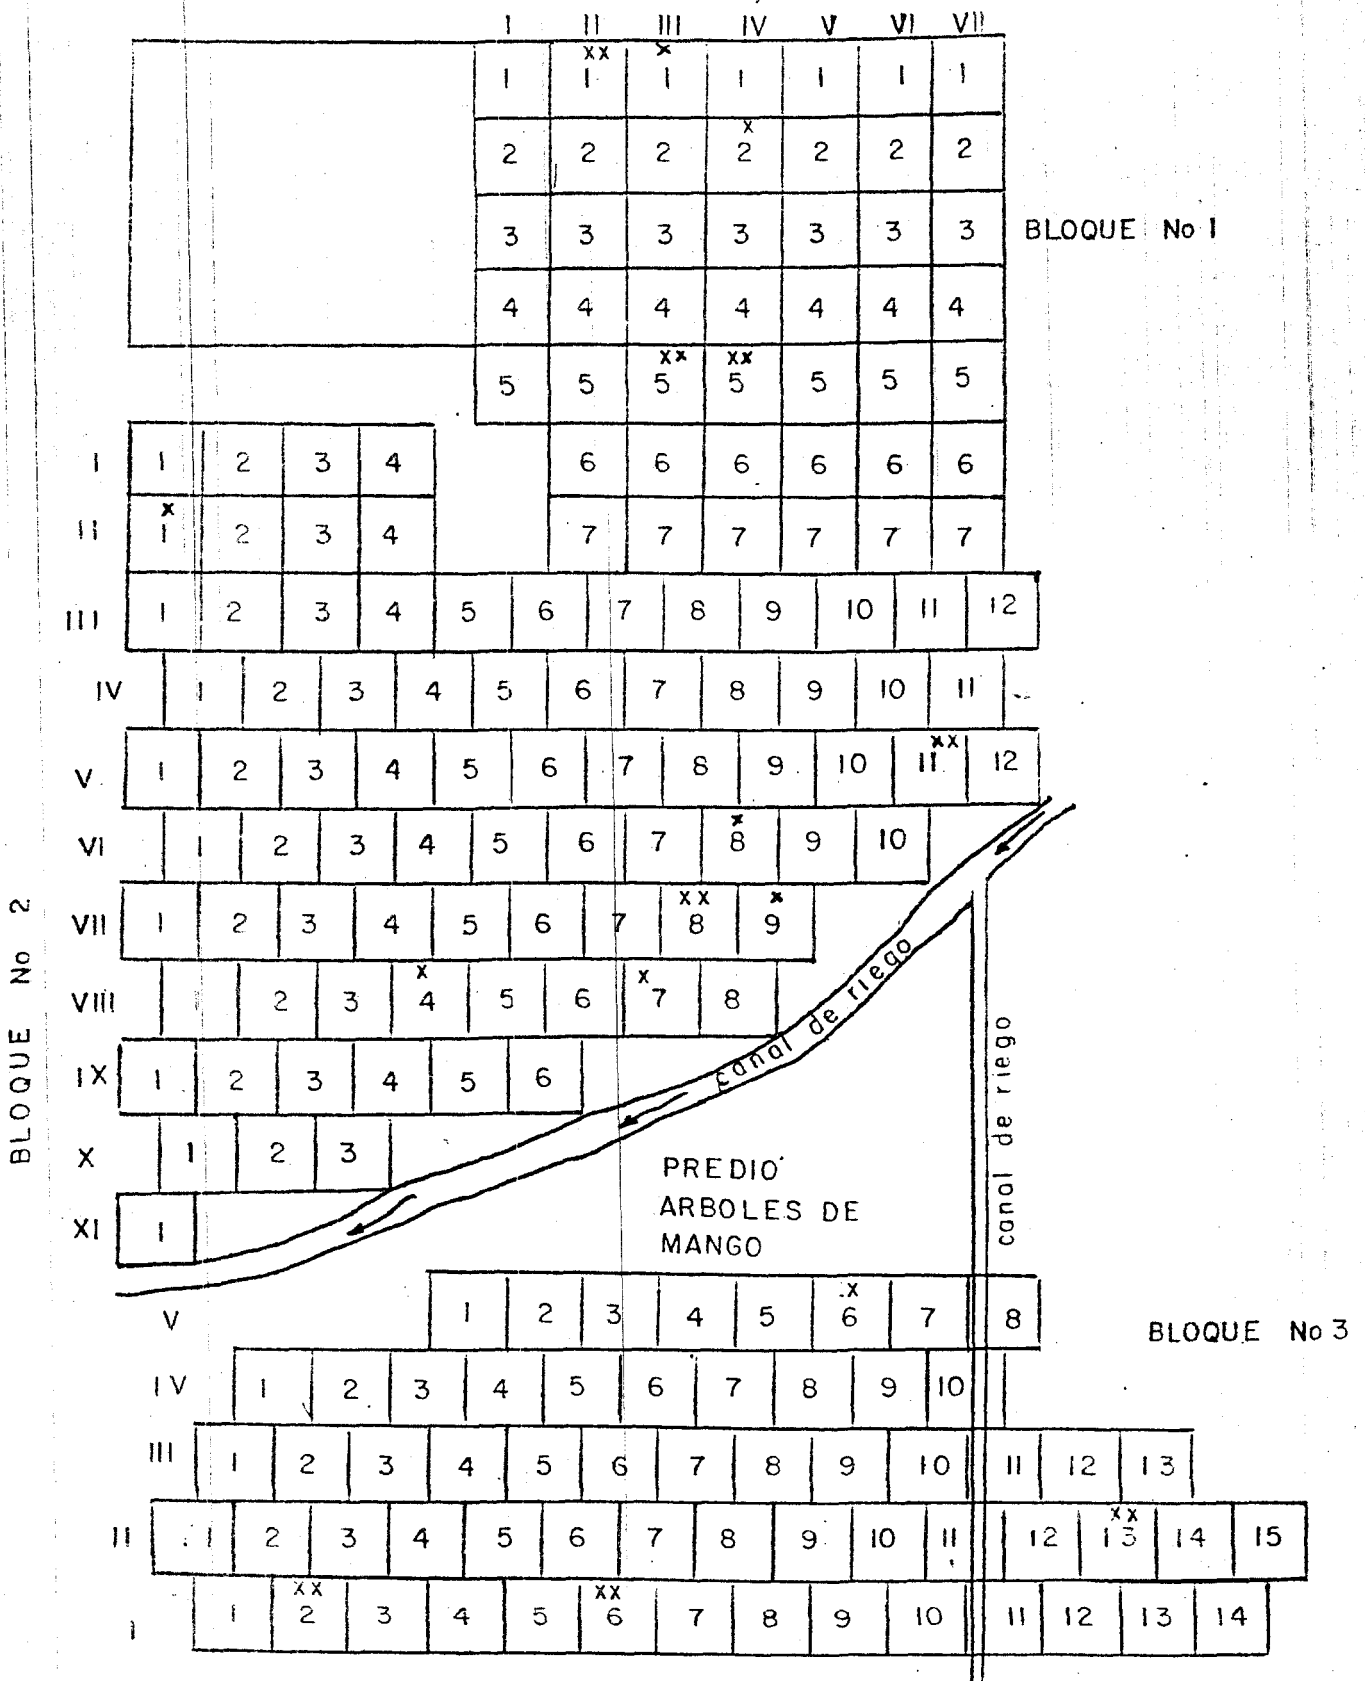 I II III IV V VI VII
xx x
1 1 1 1 1 1 1
x
2 2 2 2 2 2 2
3 3 3 3 3 3 3 BLOQUE No 1
4 4 4 4 4 4 4
xx xx
5 5 5 5 5 5 5
I 1 2 3 4 6 6 6 6 6 6
x
II 1 2 3 4 7 7 7 7 7 7
III 1 2 3 4 5 6 7 8 9 10 11 12
IV 1 2 3 4 5 6 7 8 9 10 11
xx
V 1 2 3 4 5 6 7 8 9 10 11 12
x
VI 1 2 3 4 5 6 7 8 9 10
xx x
VII 1 2 3 4 5 6 7 8 9
x x
VIII 1 2 3 4 5 6 7 8
IX 1 2 3 4 5 6
X 1 2 3
XI 1
BLOQUE No 2
canal de riego
canal de riego
PREDIO
ARBOLES DE
MANGO
x
V 1 2 3 4 5 6 7 8
BLOQUE No 3
IV 1 2 3 4 5 6 7 8 9 10
III 1 2 3 4 5 6 7 8 9 10 11 12 13
xx
II 1 2 3 4 5 6 7 8 9 10 11 12 13 14 15
xx xx
I 1 2 3 4 5 6 7 8 9 10 11 12 13 14